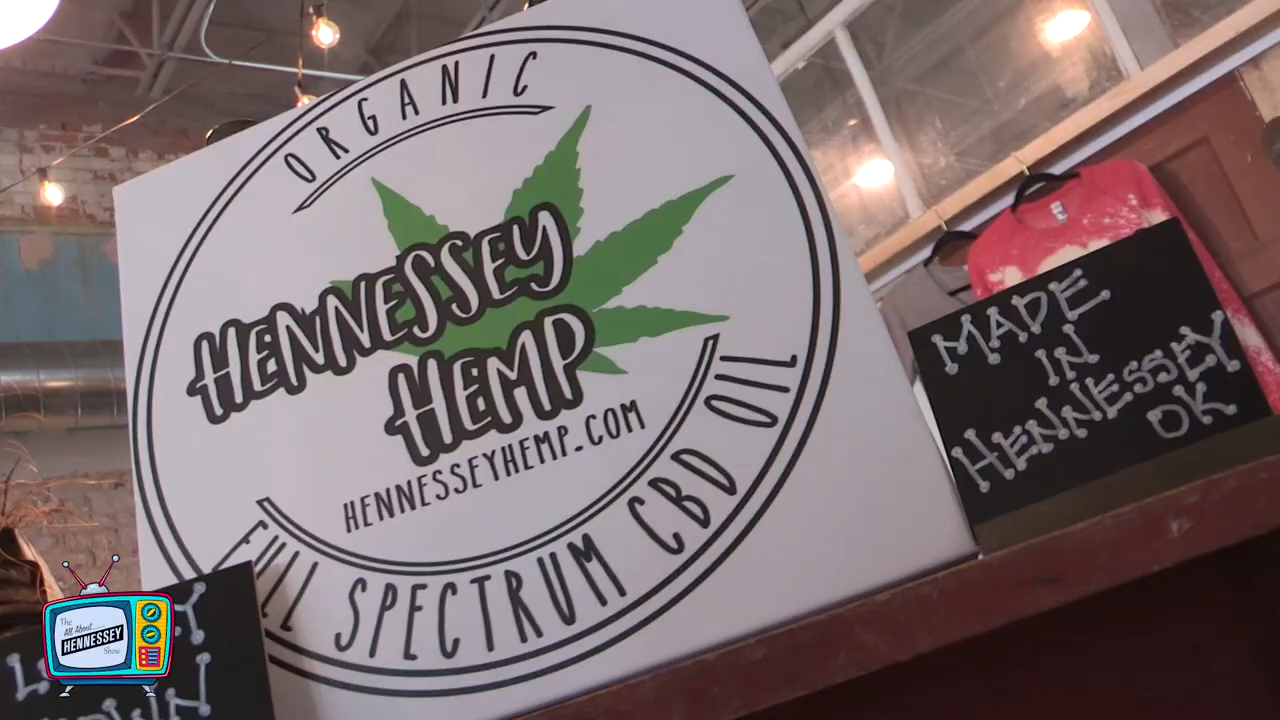 ORGANIC
HENNESSEY
HEMP
HENNESSEYHEMP.COM
FULL SPECTRUM CBD OIL
MADE
IN
HENNESSEY
OK
The
All About
HENNESSEY
Show